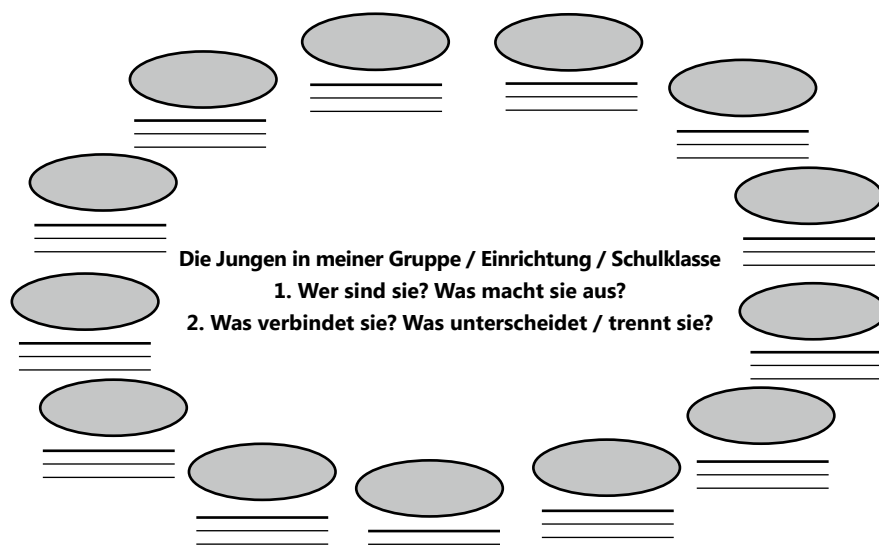 Die Jungen in meiner Gruppe / Einrichtung / Schulklasse
1. Wer sind sie? Was macht sie aus?
2. Was verbindet sie? Was unterscheidet / trennt sie?